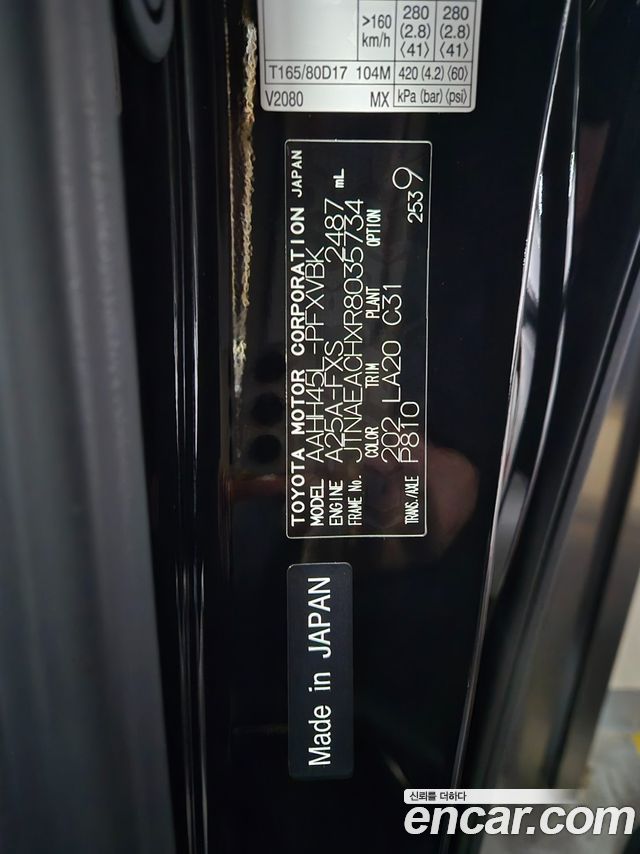 >160 km/h 280 (2.8) ⟨41⟩ 280 (2.8) ⟨41⟩
T165/80D17 104M 420 (4.2) ⟨60⟩
V2080 MX kPa (bar) ⟨psi⟩
TOYOTA MOTOR CORPORATION JAPAN
MODEL AAHH45L-PFXVBK
ENGINE A25A-FXS 2487 mL
FRAME No. JTNAEACHXR8035734
COLOR TRIM PLANT OPTION
202 LA20 C31
TRANS./AXLE P810 253 9
Made in JAPAN
신뢰를 더하다
encar.com